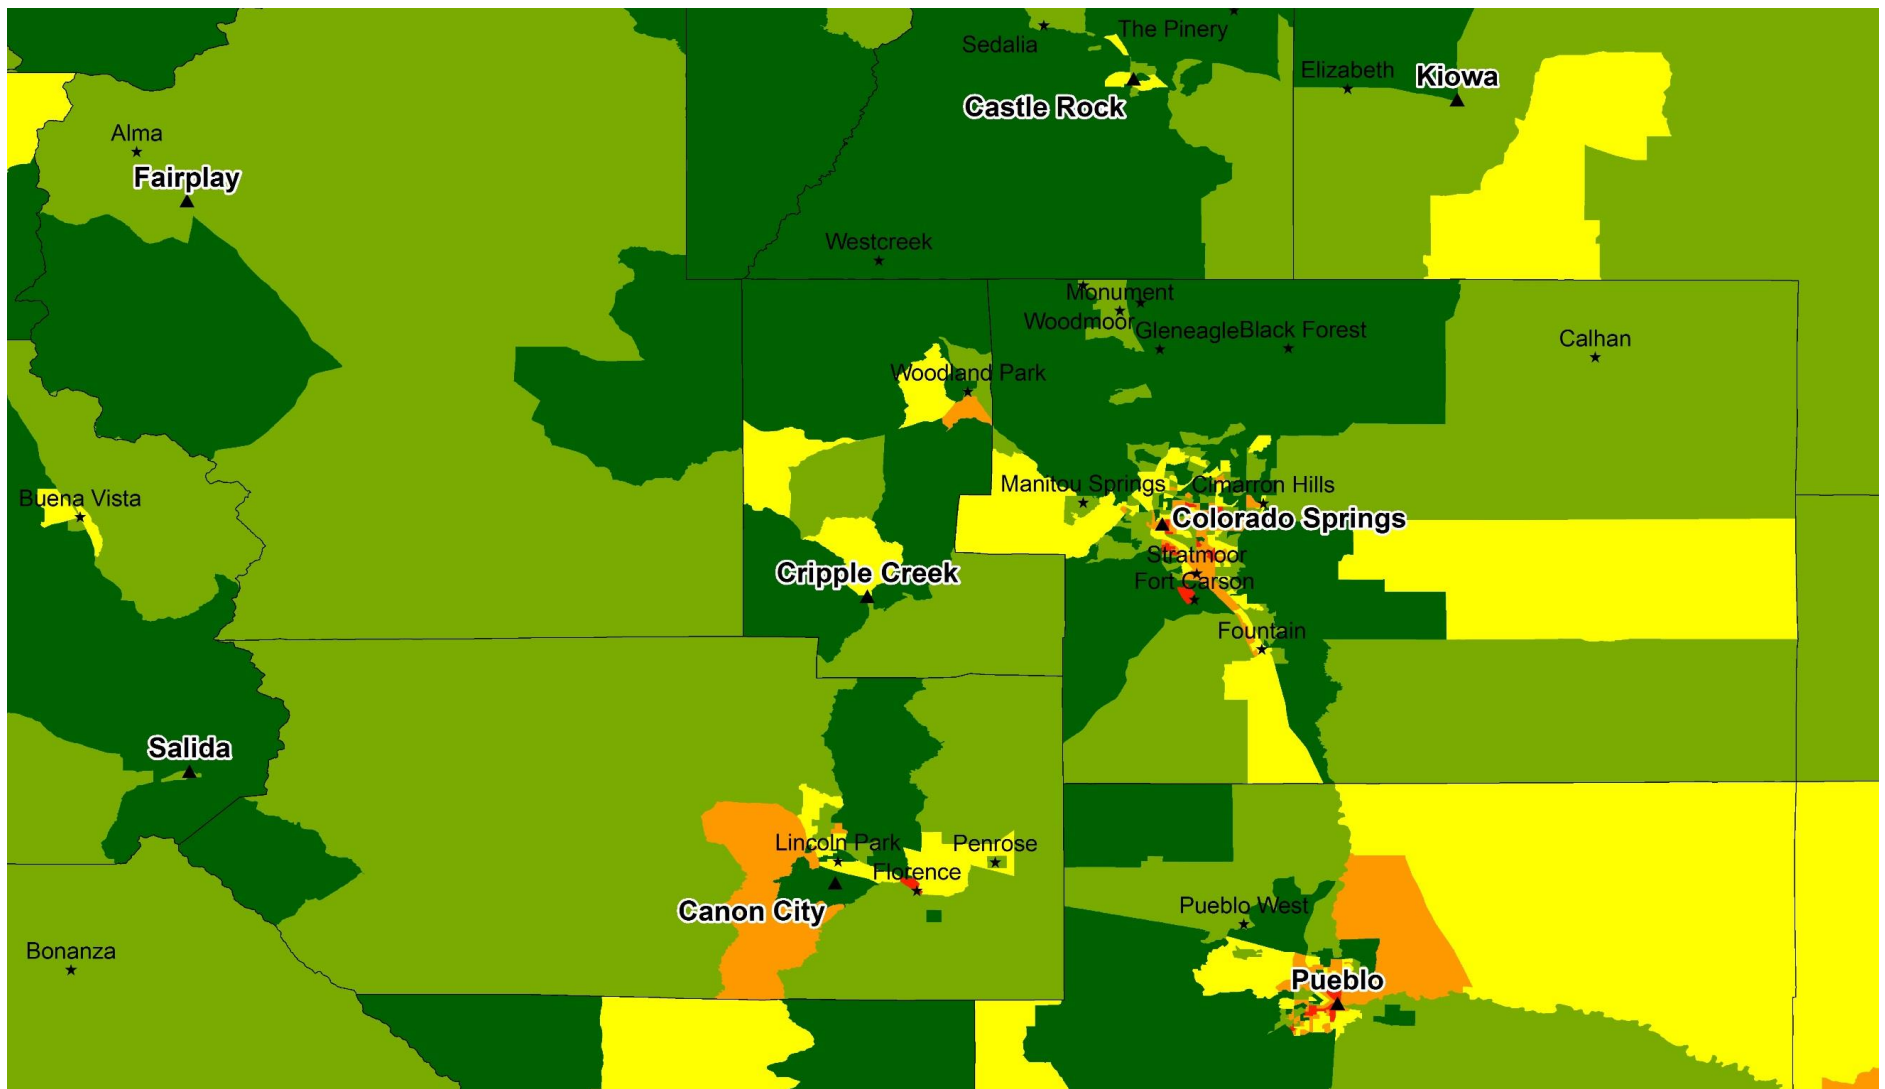 The Pinery
Sedalia
Elizabeth
Kiowa
Castle Rock
Alma
Fairplay
Westcreek
Monument
Woodmoor
Gleneagle
Black Forest
Calhan
Woodland Park
Manitou Springs
Cimarron Hills
Buena Vista
Colorado Springs
Stratmoor
Cripple Creek
Fort Carson
Fountain
Salida
Lincoln Park
Penrose
Florence
Canon City
Pueblo West
Bonanza
Pueblo